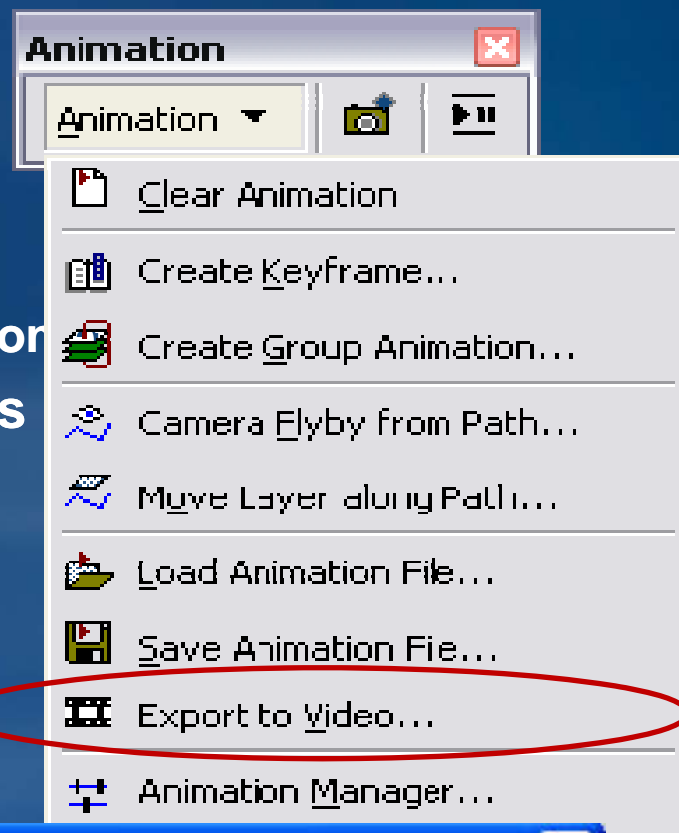 Animation
Animation
Clear Animation
Create Keyframe...
or
Create Group Animation...
s
Camera Flyby from Path...
Move Layer along Path...
Load Animation File...
Save Animation File...
Export to Video...
Animation Manager...